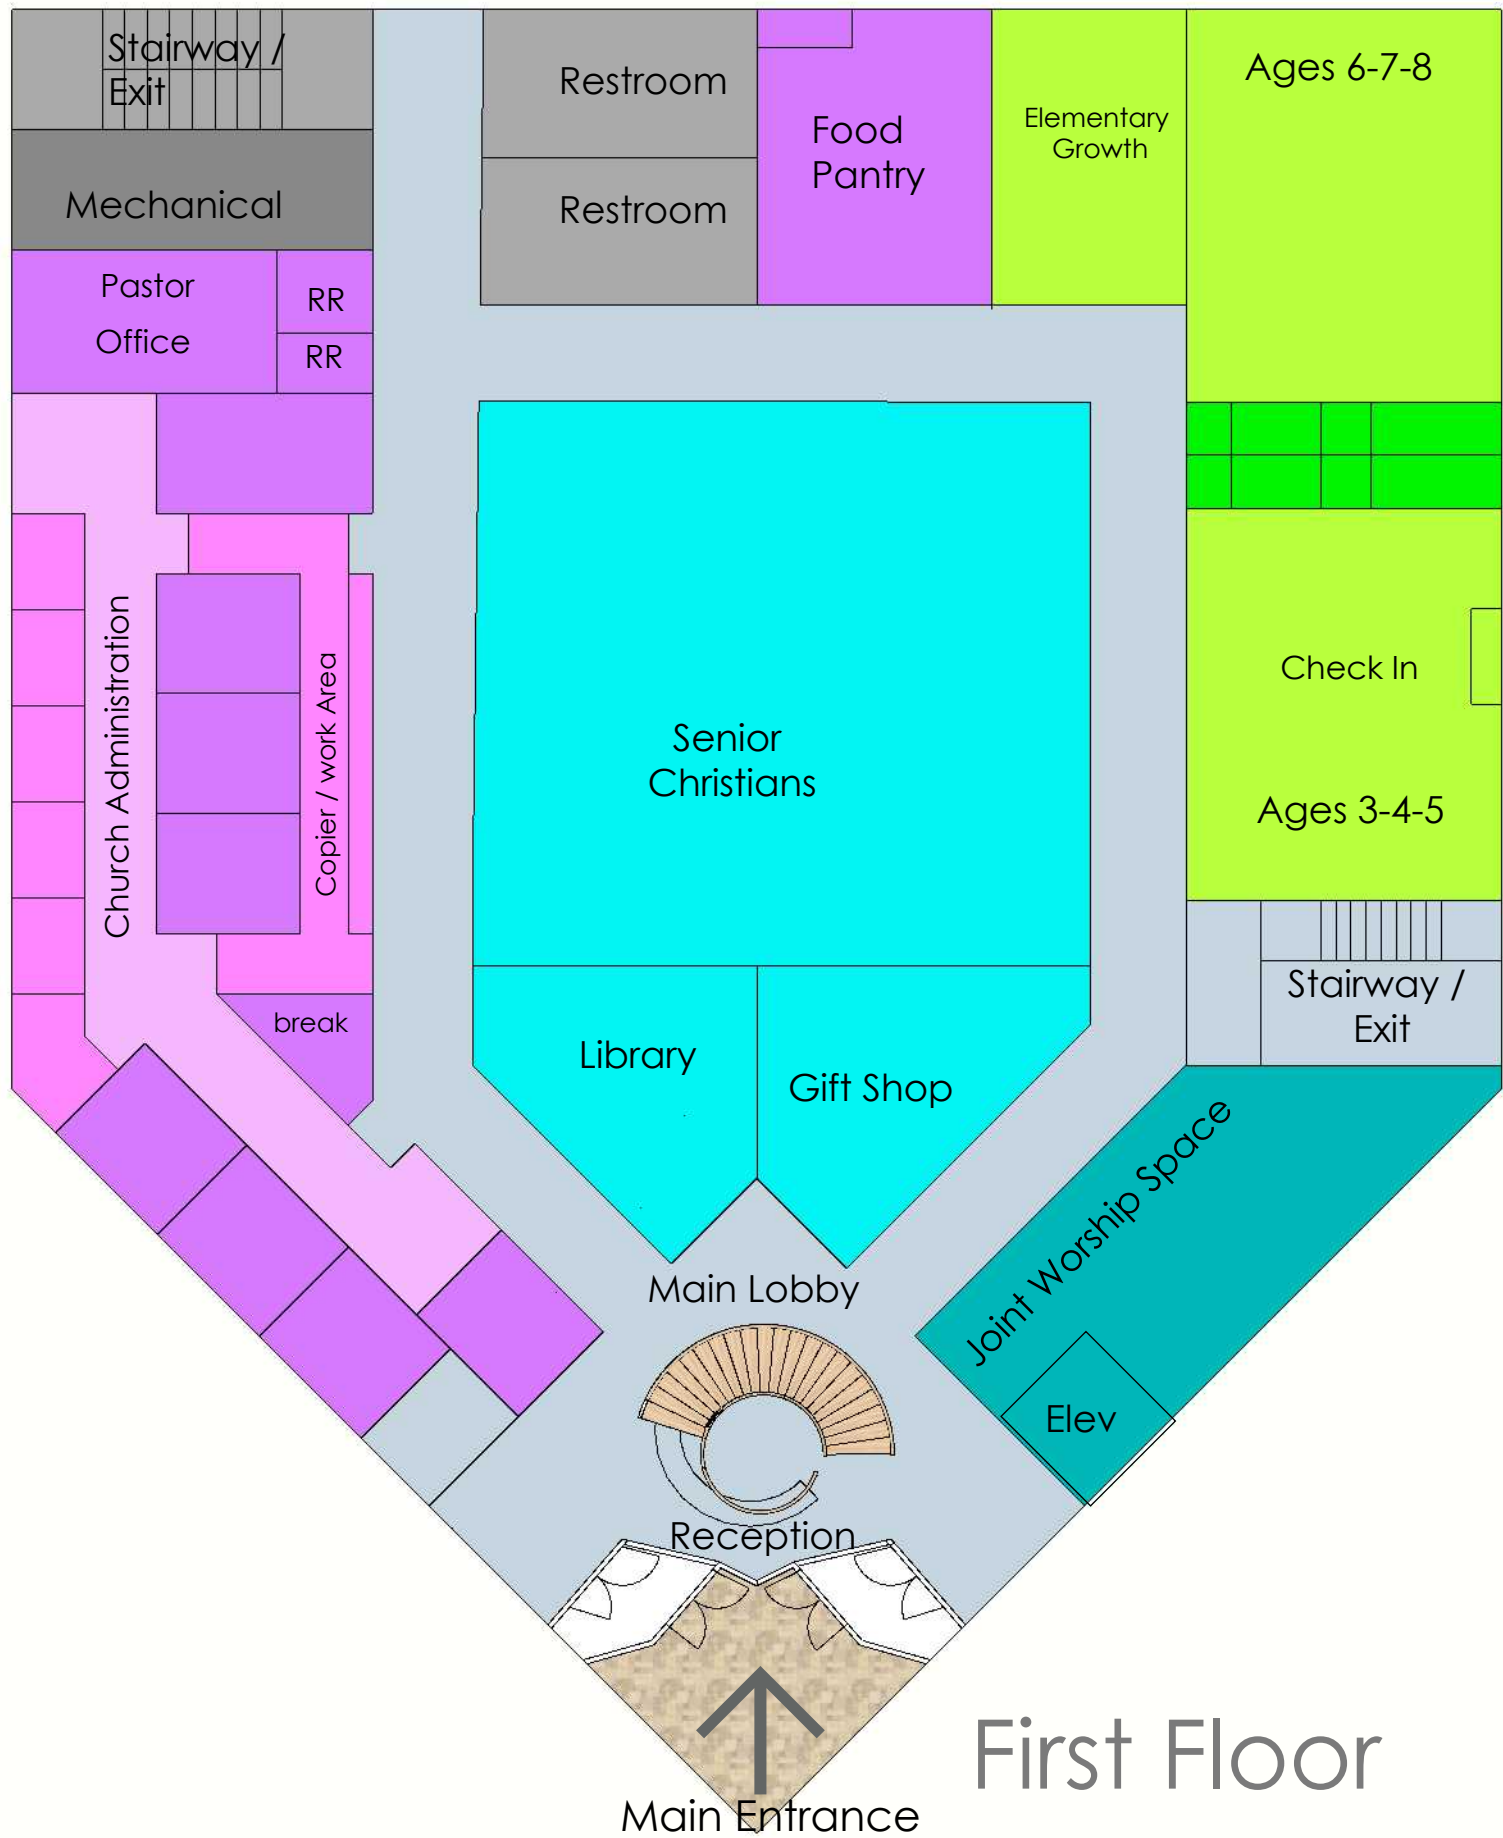 Stairway /
Exit
Restroom
Ages 6-7-8
Food
Pantry
Elementary
Growth
Mechanical
Restroom
Pastor
Office
RR
RR
Church Administration
Copier / work Area
Senior
Christians
Check In
Ages 3-4-5
break
Library
Gift Shop
Stairway /
Exit
Joint Worship Space
Main Lobby
Elev
Reception
First Floor
Main Entrance